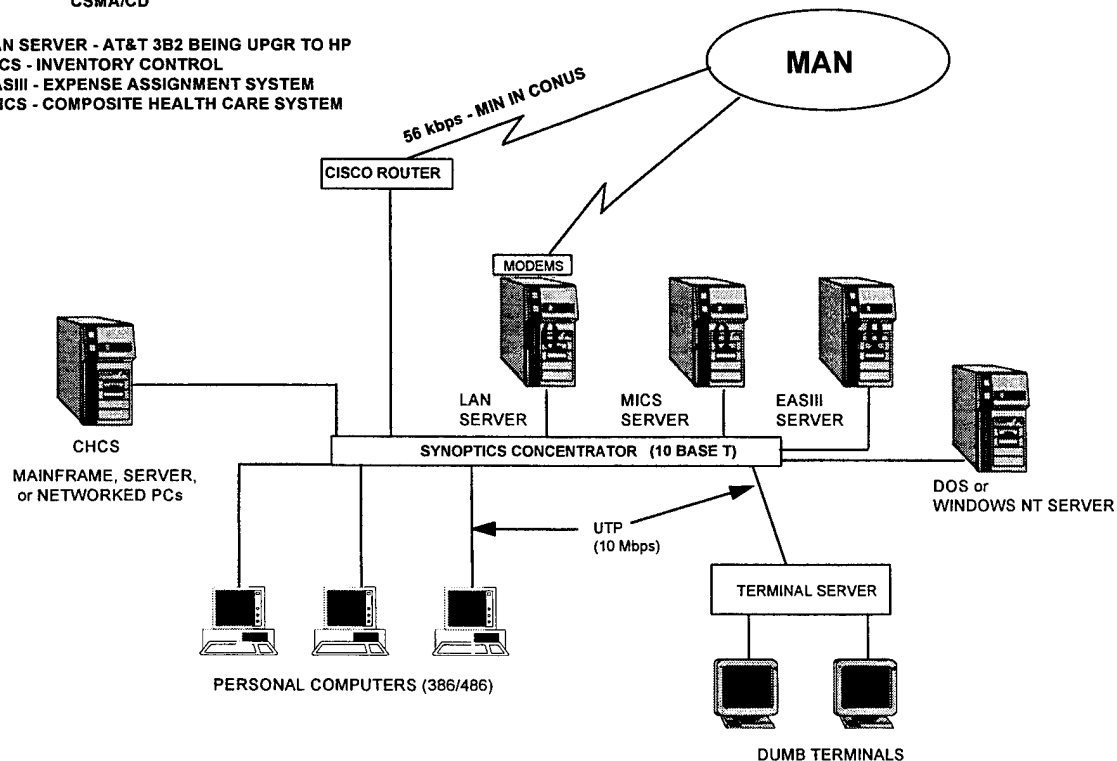 CSMA/CD
AN SERVER - AT&T 3B2 BEING UPGR TO HP
CS - INVENTORY CONTROL
ASIII - EXPENSE ASSIGNMENT SYSTEM
ICS - COMPOSITE HEALTH CARE SYSTEM
MAN
56 kbps - MIN IN CONUS
CISCO ROUTER
MODEMS
LAN
SERVER
MICS
SERVER
EASIII
SERVER
CHCS
MAINFRAME, SERVER,
or NETWORKED PCs
SYNOPTICS CONCENTRATOR (10 BASE T)
DOS or
WINDOWS NT SERVER
UTP
(10 Mbps)
TERMINAL SERVER
PERSONAL COMPUTERS (386/486)
DUMB TERMINALS